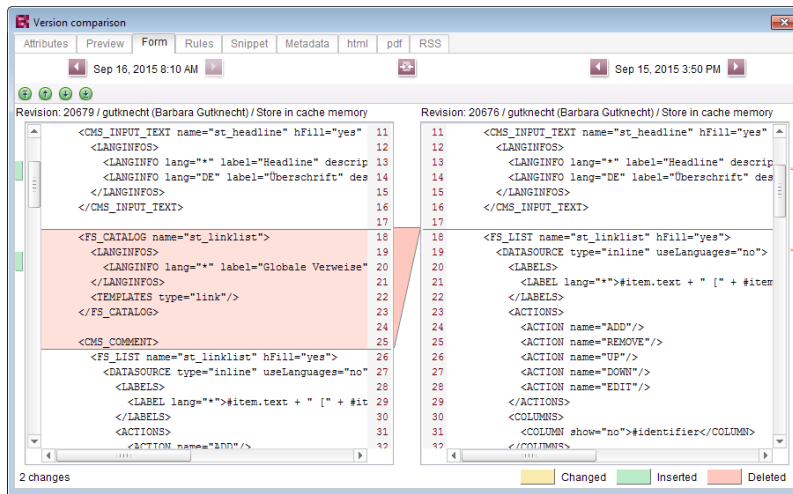 Version comparison
Attributes Preview Form Rules Snippet Metadata html pdf RSS
Sep 16, 2015 8:10 AM
Sep 15, 2015 3:50 PM
Revision: 20679 / gutknecht (Barbara Gutknecht) / Store in cache memory
<CMS_INPUT_TEXT name="st_headline" hFill="yes" 11
<LANGINFOS> 12
<LANGINFO lang="*" label="Headline" descrip 13
<LANGINFO lang="DE" label="Überschrift" des 14
</LANGINFOS> 15
</CMS_INPUT_TEXT> 16
17
<FS_CATALOG name="st_linklist"> 18
<LANGINFOS> 19
<LANGINFO lang="*" label="Globale Verweise" 20
</LANGINFOS> 21
<TEMPLATES type="link"/> 22
</FS_CATALOG> 23
24
<CMS_COMMENT> 25
<FS_LIST name="st_linklist" hFill="yes"> 26
<DATASOURCE type="inline" useLanguages="no" 27
<LABELS> 28
<LABEL lang="*">#item.text + " [" + #it 29
</LABELS> 30
<ACTIONS> 31
<ACTION name="ADD"/> 32
Revision: 20676 / gutknecht (Barbara Gutknecht) / Store in cache memory
11 <CMS_INPUT_TEXT name="st_headline" hFill="yes"
12 <LANGINFOS>
13 <LANGINFO lang="*" label="Headline" descrip
14 <LANGINFO lang="DE" label="Überschrift" des
15 </LANGINFOS>
16 </CMS_INPUT_TEXT>
17
18 <FS_LIST name="st_linklist" hFill="yes">
19 <DATASOURCE type="inline" useLanguages="no">
20 <LABELS>
21 <LABEL lang="*">#item.text + " [" + #item
22 </LABELS>
23 <ACTIONS>
24 <ACTION name="ADD"/>
25 <ACTION name="REMOVE"/>
26 <ACTION name="UP"/>
27 <ACTION name="DOWN"/>
28 <ACTION name="EDIT"/>
29 </ACTIONS>
30 <COLUMNS>
31 <COLUMN show="no">#identifier</COLUMN>
32 </COLUMNS>
2 changes
Changed Inserted Deleted